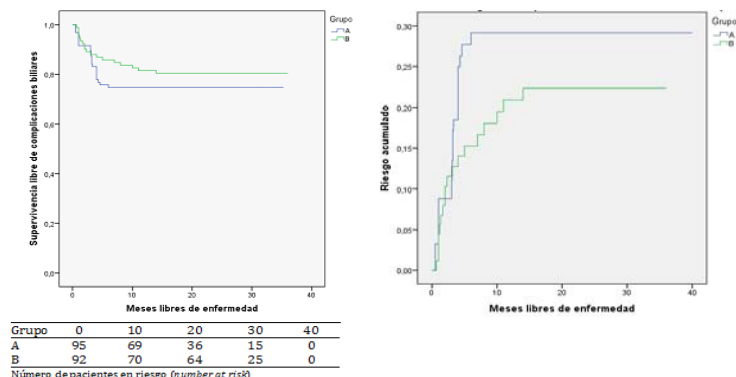 Grupo
A
B
1,0
0,8
0,6
0,4
0,2
0,0
0
10
20
30
40
Supervivencia libre de complicaciones biliares
Meses libres de enfermedad
Grupo 0 10 20 30 40
A 95 69 36 15 0
B 92 70 64 25 0
Número de pacientes en riesgo (number at risk)
Grupo
A
B
0,30
0,25
0,20
0,15
0,10
0,05
0,00
0
10
20
30
40
Riesgo acumulado
Meses libres de enfermedad